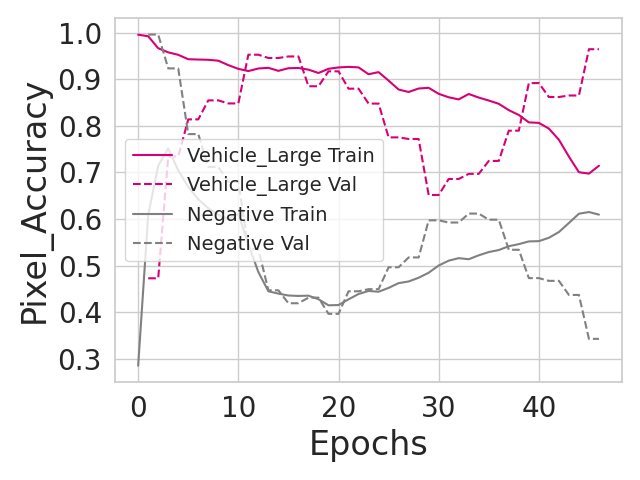 1.0
0.9
0.8
0.7
0.6
0.5
0.4
0.3
Pixel_Accuracy
Vehicle_Large Train
Vehicle_Large Val
Negative Train
Negative Val
0 10 20 30 40
Epochs